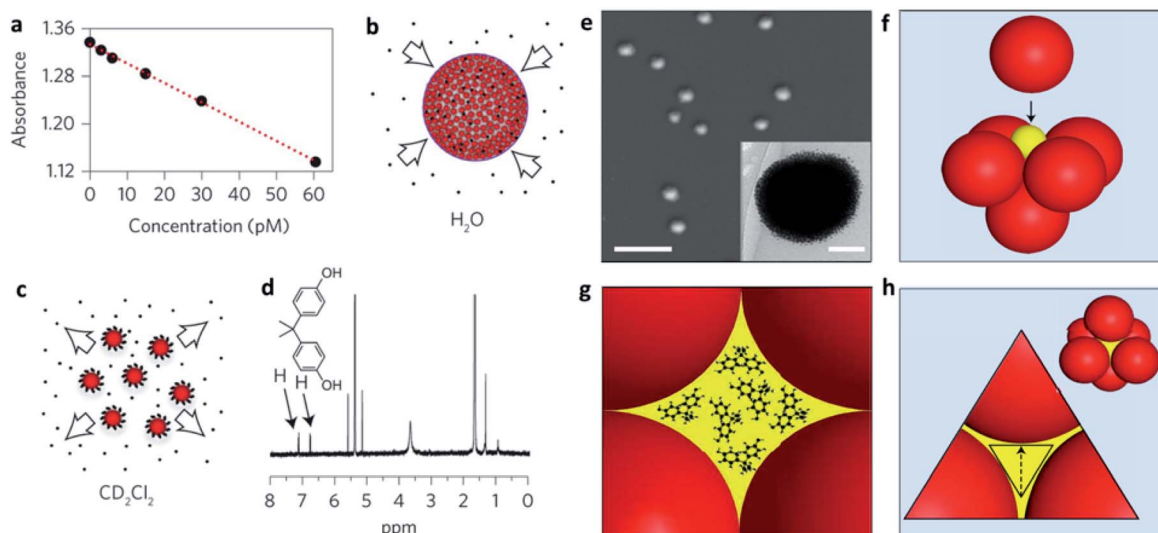 a
1.36
1.28
1.20
1.12
Absorbance
0 10 20 30 40 50 60
Concentration (pM)
b
H₂O
c
CD₂Cl₂
d
OH
OH
H H
8 7 6 5 4 3 2 1 0
ppm
e
f
g
h